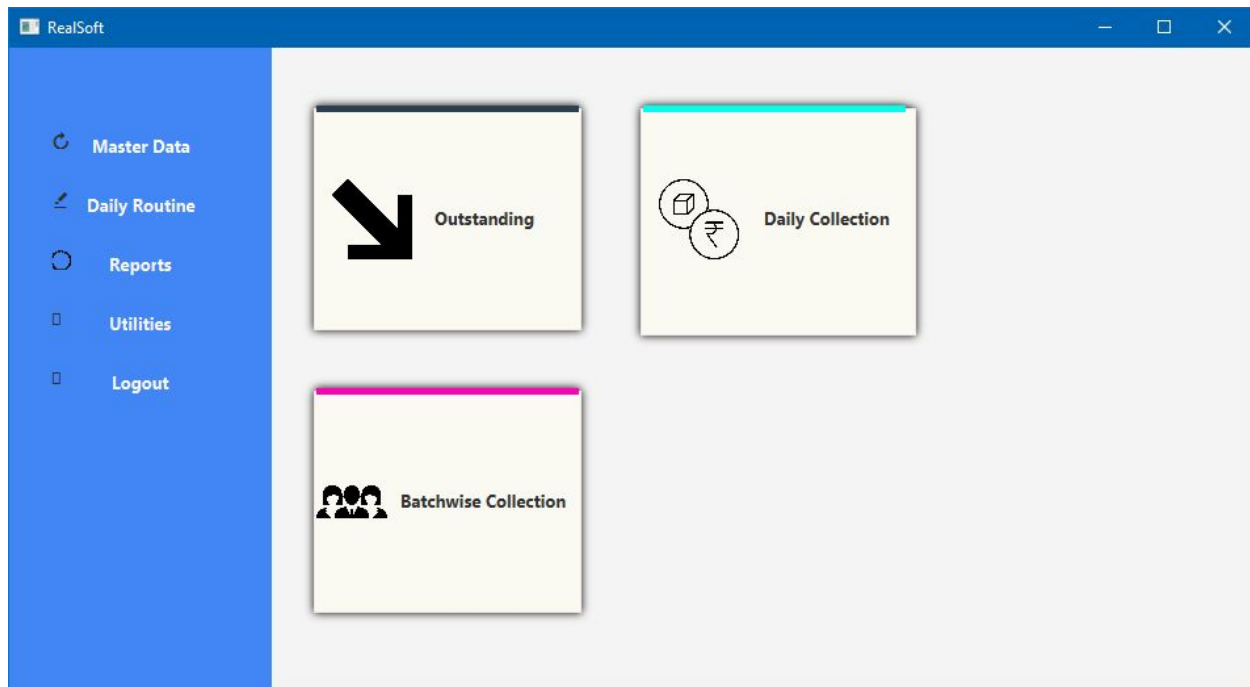 RealSoft
Master Data
Daily Routine
Reports
Utilities
Logout
Outstanding
₹
Daily Collection
Batchwise Collection